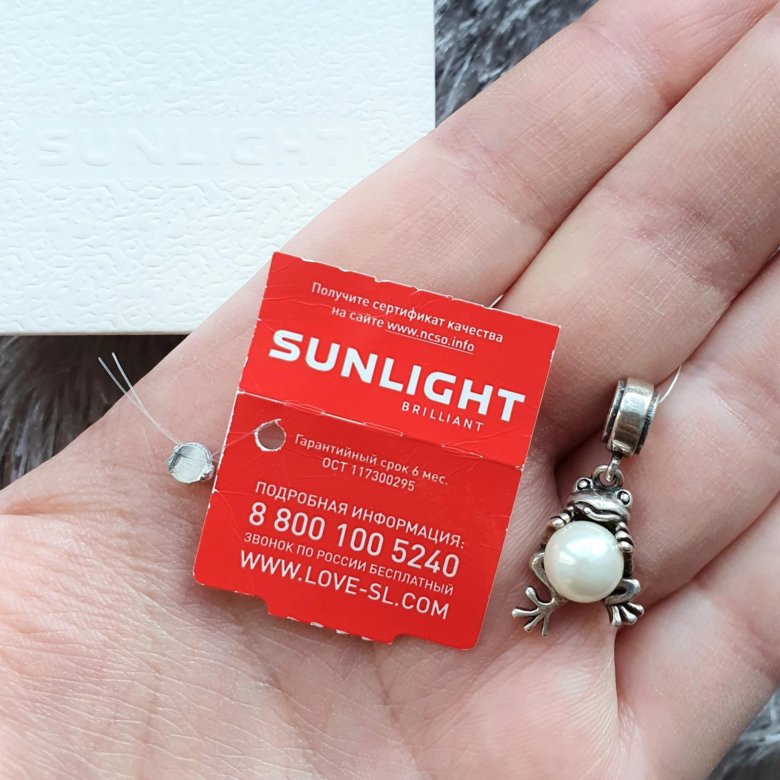 SUNLIGHT
Получите сертификат качества
на сайте www.ncso.info
SUNLIGHT
BRILLIANT
Гарантийный срок 6 мес.
ОСТ 117300295
ПОДРОБНАЯ ИНФОРМАЦИЯ:
8 800 100 5240
ЗВОНОК ПО РОССИИ БЕСПЛАТНЫЙ
WWW.LOVE-SL.COM